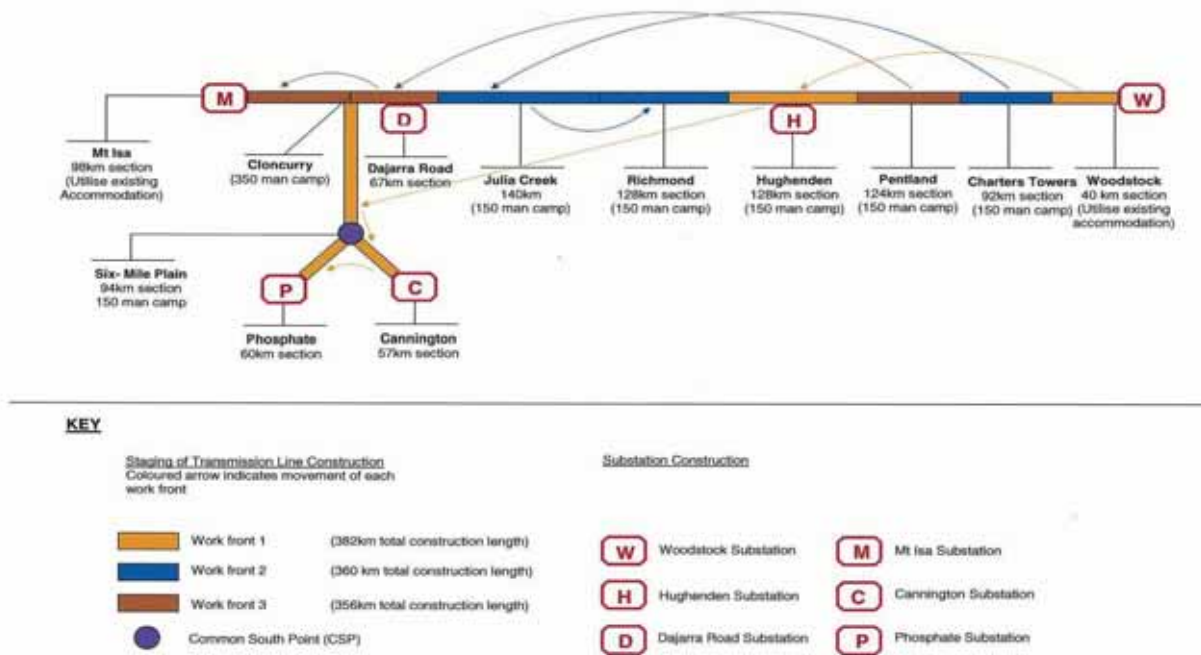 M
W
D
H
Mt Isa
98km section
(Utilise existing
Accommodation)
Cloncurry
(350 man camp)
Dajarra Road
67km section
Julia Creek
140km
(150 man camp)
Richmond
128km section
(150 man camp)
Hughenden
128km section
(150 man camp)
Pentland
124km section
(150 man camp)
Charters Towers
92km section
(150 man camp)
Woodstock
40 km section
(Utilise existing
accommodation)
Six- Mile Plain
94km section
150 man camp
P
C
Phosphate
60km section
Cannington
57km section
KEY
Staging of Transmission Line Construction
Coloured arrow indicates movement of each
work front
Work front 1 (382km total construction length)
Work front 2 (360 km total construction length)
Work front 3 (356km total construction length)
Common South Point (CSP)
Substation Construction
W Woodstock Substation
M Mt Isa Substation
H Hughenden Substation
C Cannington Substation
D Dajarra Road Substation
P Phosphate Substation